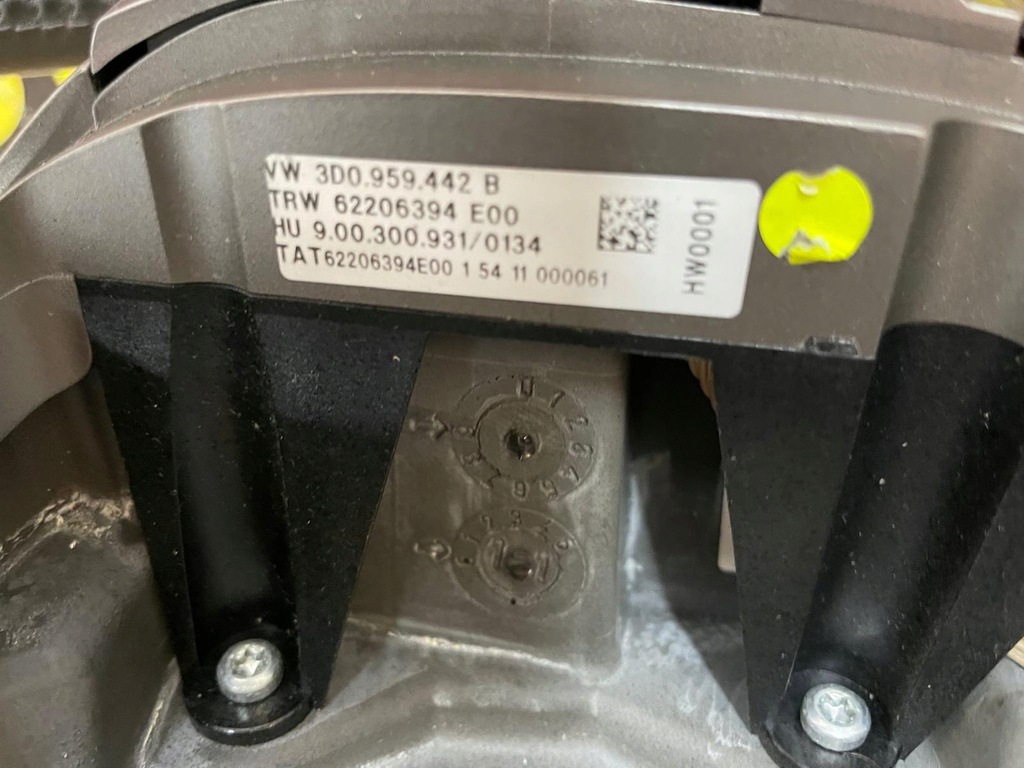 VW 3D0.959.442 B
TRW 62206394 E00
HU 9.00.300.931/0134
TAT62206394E00 1 54 11 000061
HW0001